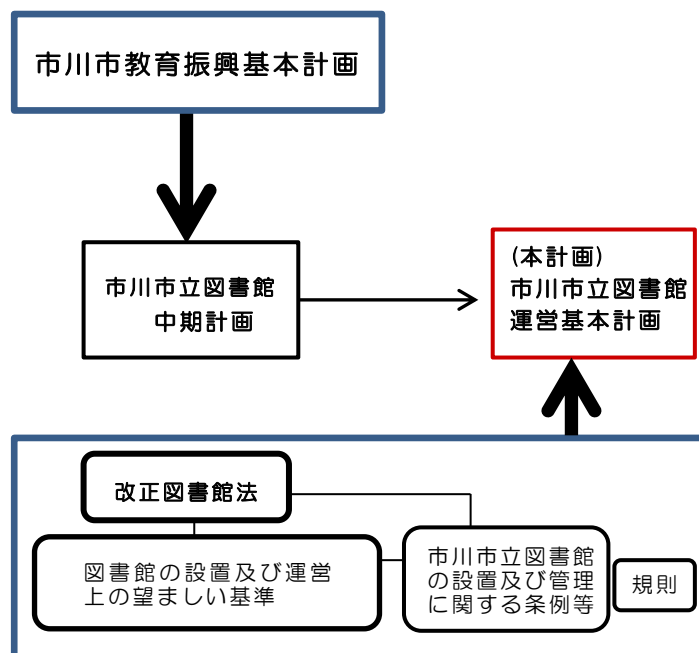 市川市教育振興基本計画
市川市立図書館
中期計画
(本計画)
市川市立図書館
運営基本計画
改正図書館法
図書館の設置及び運営
上の望ましい基準
市川市立図書館
の設置及び管理
に関する条例等
規則